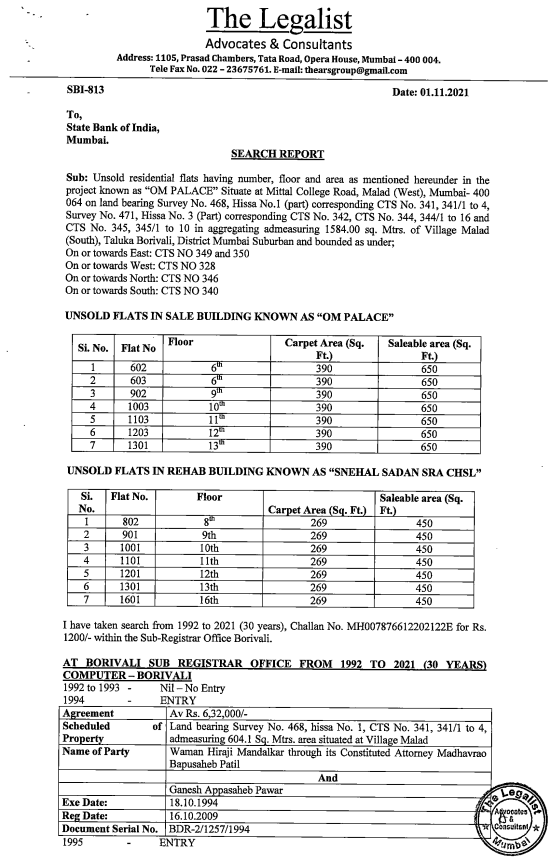 The Legalist
Advocates & Consultants
Address: 1105, Prasad Chambers, Tata Road, Opera House, Mumbai – 400 004.
Tele Fax No. 022 – 23675761. E-mail: thearsgroup@gmail.com
SBI-813 Date: 01.11.2021
To,
State Bank of India,
Mumbai.
SEARCH REPORT
Sub: Unsold residential flats having number, floor and area as mentioned hereunder in the
project known as "OM PALACE" Situate at Mittal College Road, Malad (West), Mumbai- 400
064 on land bearing Survey No. 468, Hissa No.1 (part) corresponding CTS No. 341, 341/1 to 4,
Survey No. 471, Hissa No. 3 (Part) corresponding CTS No. 342, CTS No. 344, 344/1 to 16 and
CTS No. 345, 345/1 to 10 in aggregating admeasuring 1584.00 sq. Mtrs. of Village Malad
(South), Taluka Borivali, District Mumbai Suburban and bounded as under;
On or towards East: CTS NO 349 and 350
On or towards West: CTS NO 328
On or towards North: CTS NO 346
On or towards South: CTS NO 340
UNSOLD FLATS IN SALE BUILDING KNOWN AS "OM PALACE"
Si. No. Flat No Floor Carpet Area (Sq. Ft.) Saleable area (Sq. Ft.)
1 602 6th 390 650
2 603 6th 390 650
3 902 9th 390 650
4 1003 10th 390 650
5 1103 11th 390 650
6 1203 12th 390 650
7 1301 13th 390 650
UNSOLD FLATS IN REHAB BUILDING KNOWN AS "SNEHAL SADAN SRA CHSL"
Si. No. Flat No. Floor Carpet Area (Sq. Ft.) Saleable area (Sq. Ft.)
1 802 8th 269 450
2 901 9th 269 450
3 1001 10th 269 450
4 1101 11th 269 450
5 1201 12th 269 450
6 1301 13th 269 450
7 1601 16th 269 450
I have taken search from 1992 to 2021 (30 years), Challan No. MH007876612202122E for Rs.
1200/- within the Sub-Registrar Office Borivali.
AT BORIVALI SUB REGISTRAR OFFICE FROM 1992 TO 2021 (30 YEARS)
COMPUTER – BORIVALI
1992 to 1993 - Nil – No Entry
1994 - ENTRY
Agreement Av Rs. 6,32,000/-
Scheduled of Land bearing Survey No. 468, hissa No. 1, CTS No. 341, 341/1 to 4,
Property admeasuring 604.1 Sq. Mtrs. area situated at Village Malad
Name of Party Waman Hiraji Mandalkar through its Constituted Attorney Madhavrao
Bapusaheb Patil
And
Ganesh Appasaheb Pawar
Exe Date: 18.10.1994
Reg Date: 16.10.2009
Document Serial No. BDR-2/1257/1994
1995 - ENTRY
The Legalist
Advocates
&
Consultant
Mumbai